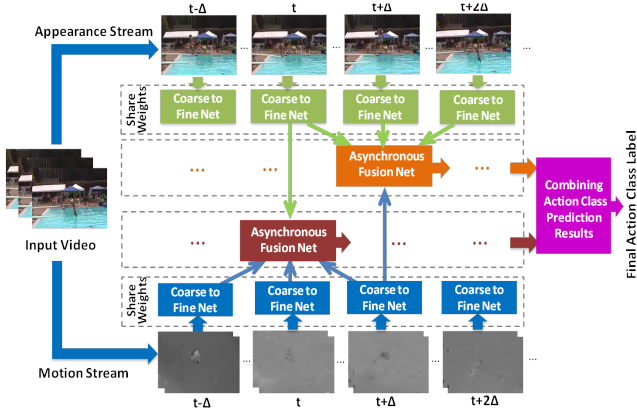 t-Δ t t+Δ t+2Δ
Appearance Stream
... ... ... ...
Share Weights
Coarse to Fine Net
Coarse to Fine Net
Coarse to Fine Net
Coarse to Fine Net
... ...
Asynchronous
Fusion Net
...
Combining
Action Class
Prediction
Results
Final Action Class Label
Input Video
...
Asynchronous
Fusion Net
... ...
Share Weights
Coarse to Fine Net
Coarse to Fine Net
Coarse to Fine Net
Coarse to Fine Net
... ... ... ...
Motion Stream
t-Δ t t+Δ t+2Δ